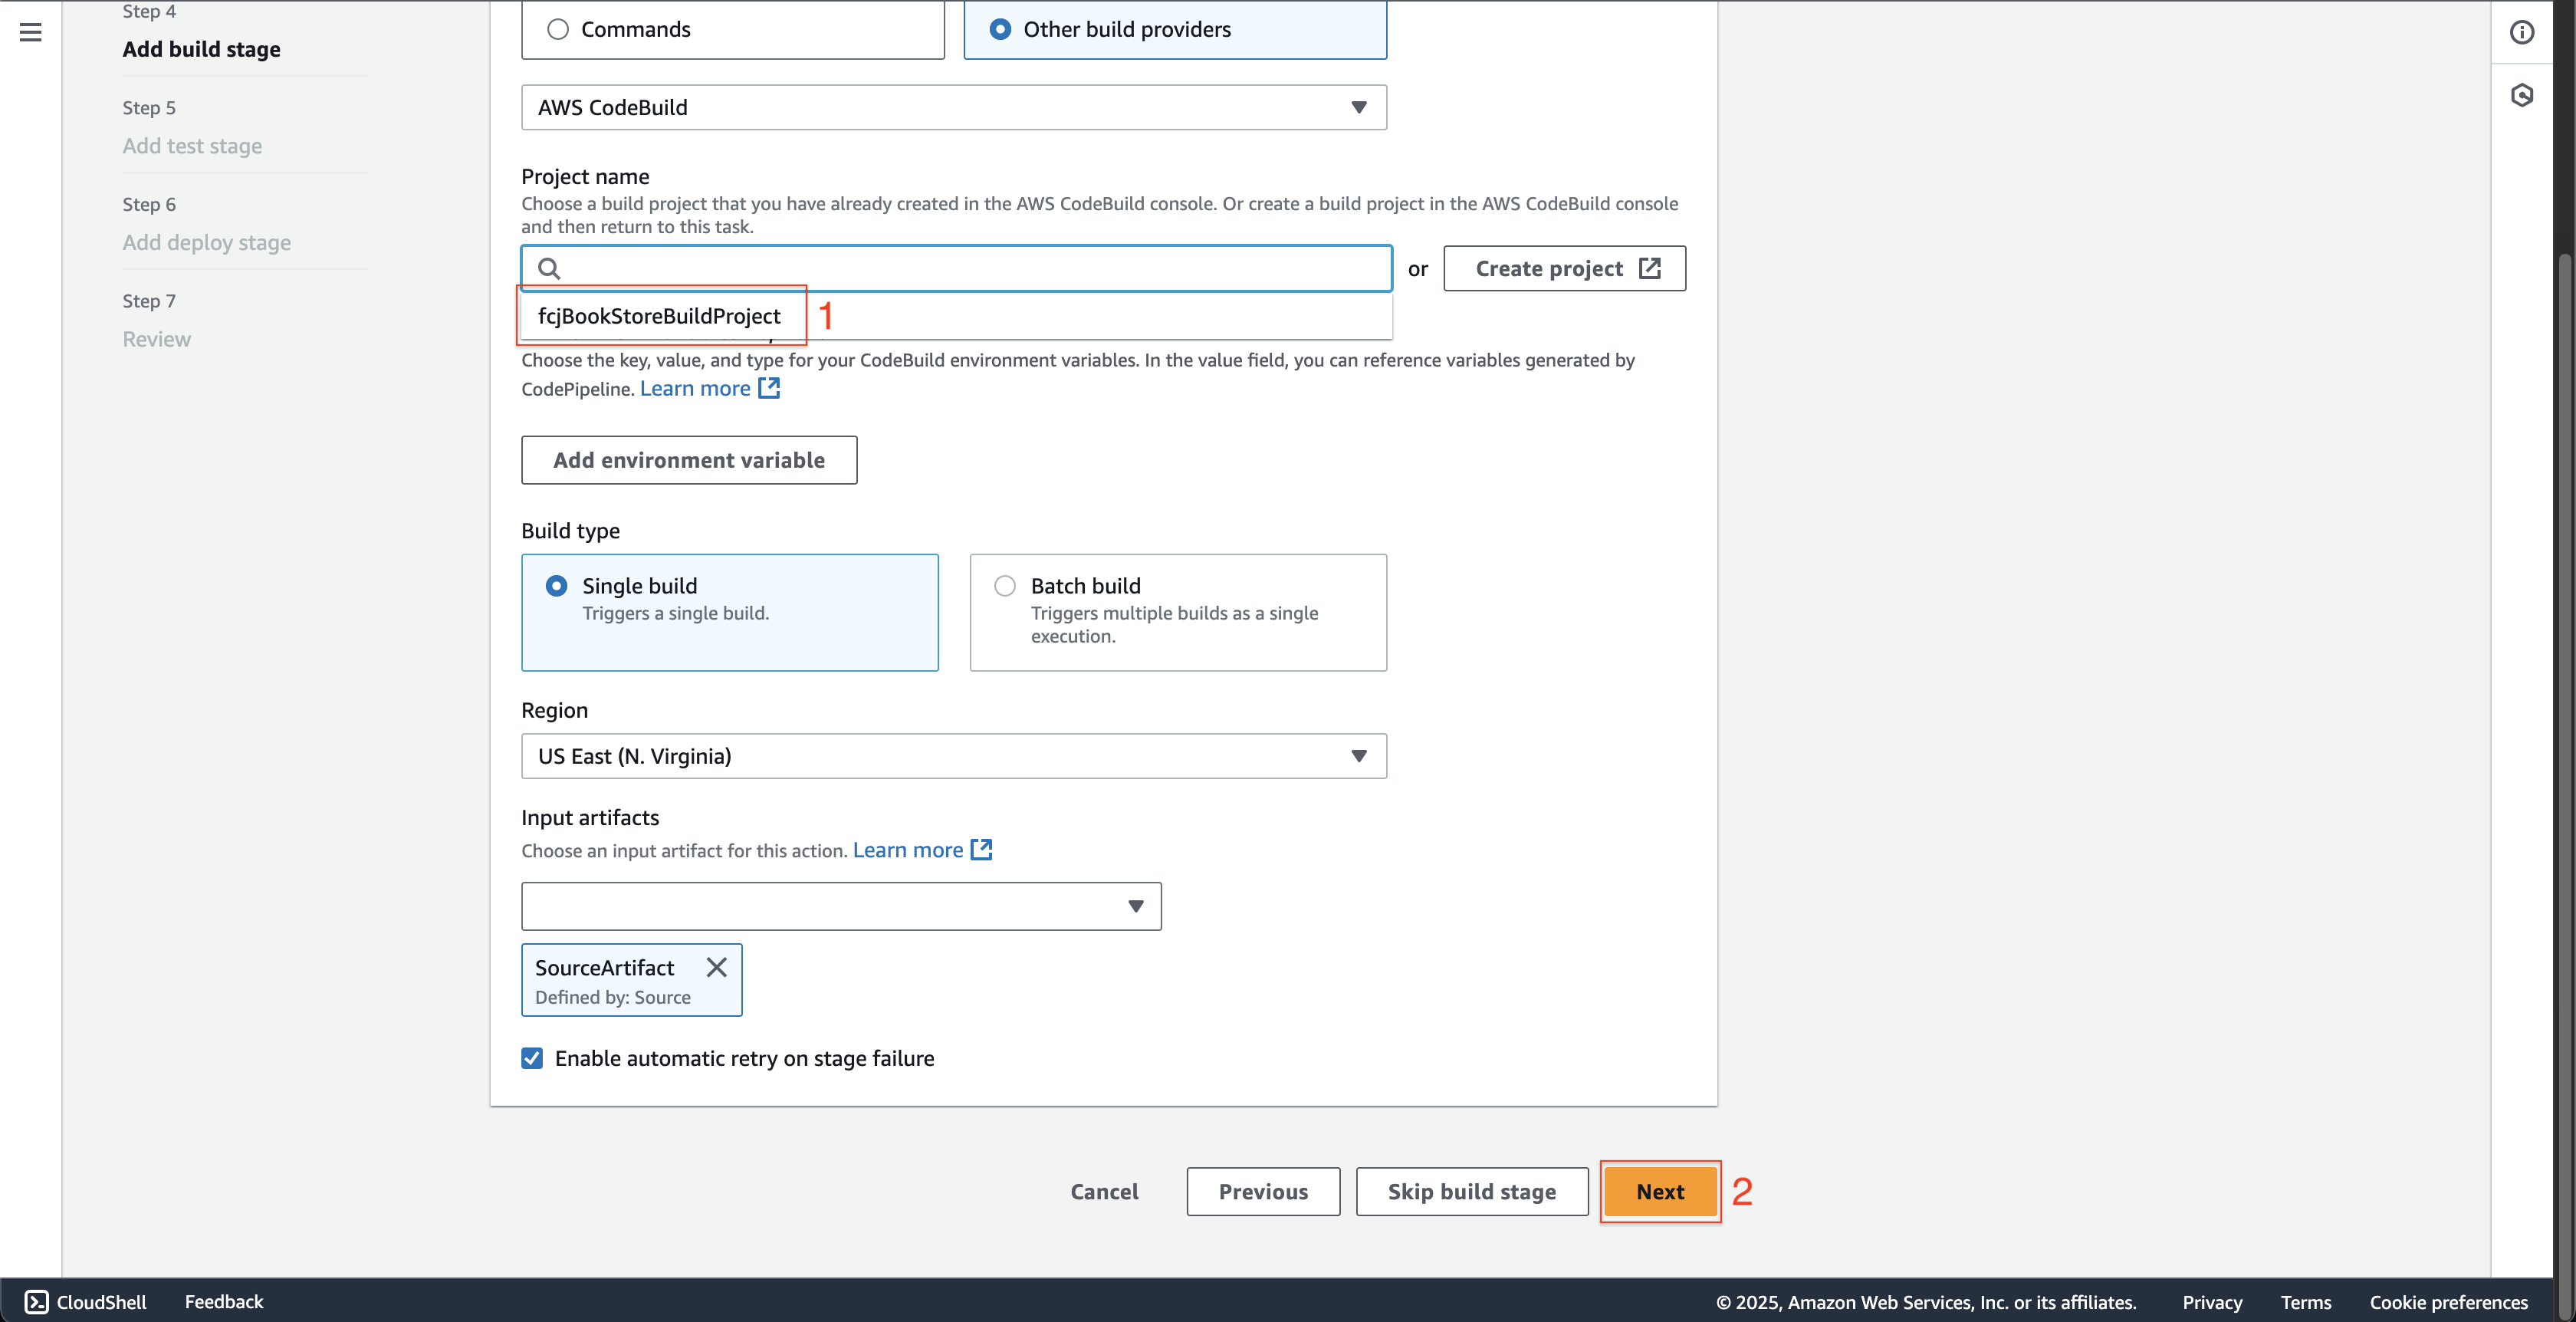 Step 4
Add build stage
Step 5
Add test stage
Step 6
Add deploy stage
Step 7
Review
Commands
Other build providers
AWS CodeBuild
Project name
Choose a build project that you have already created in the AWS CodeBuild console. Or create a build project in the AWS CodeBuild console
and then return to this task.
or
Create project
fcjBookStoreBuildProject
1
Choose the key, value, and type for your CodeBuild environment variables. In the value field, you can reference variables generated by
CodePipeline. Learn more
Add environment variable
Build type
Single build
Triggers a single build.
Batch build
Triggers multiple builds as a single
execution.
Region
US East (N. Virginia)
Input artifacts
Choose an input artifact for this action. Learn more
SourceArtifact
Defined by: Source
Enable automatic retry on stage failure
Cancel
Previous
Skip build stage
Next
2
CloudShell
Feedback
© 2025, Amazon Web Services, Inc. or its affiliates.
Privacy
Terms
Cookie preferences